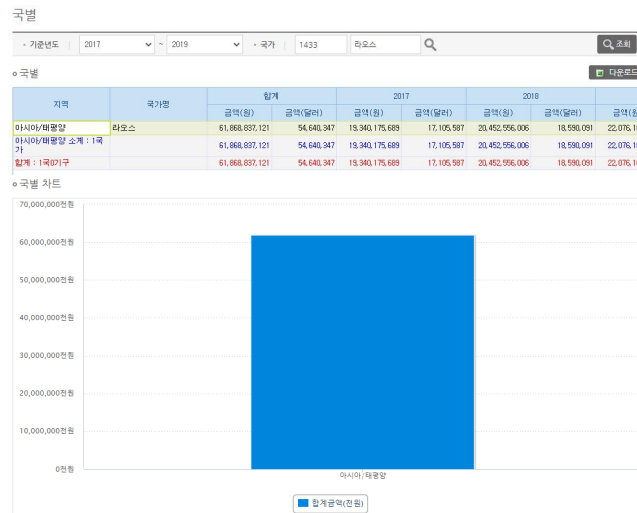 국별
• 기준년도 2017 ~ 2019 • 국가 1433 라오스 조회
국별 다운로드
지역 국가명 합계 2017 2018
금액(원) 금액(달러) 금액(원) 금액(달러) 금액(원) 금액(달러)
아시아/태평양 라오스 61,868,837,121 54,640,347 19,340,175,689 17,105,587 20,452,556,006 18,590,091
아시아/태평양 소계 : 1국
가 61,868,837,121 54,640,347 19,340,175,689 17,105,587 20,452,556,006 18,590,091
합계 : 1국0기구 61,868,837,121 54,640,347 19,340,175,689 17,105,587 20,452,556,006 18,590,091
국별 차트
70,000,000천원
60,000,000천원
50,000,000천원
40,000,000천원
30,000,000천원
20,000,000천원
10,000,000천원
0천원
아시아/태평양
합계금액(천원)